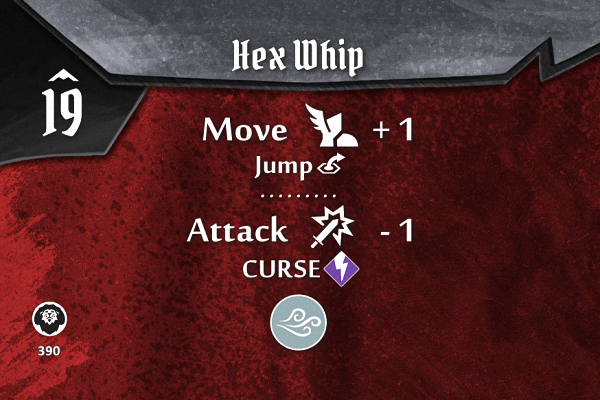 Hex Whip
19
Move + 1
Jump
Attack - 1
CURSE
390